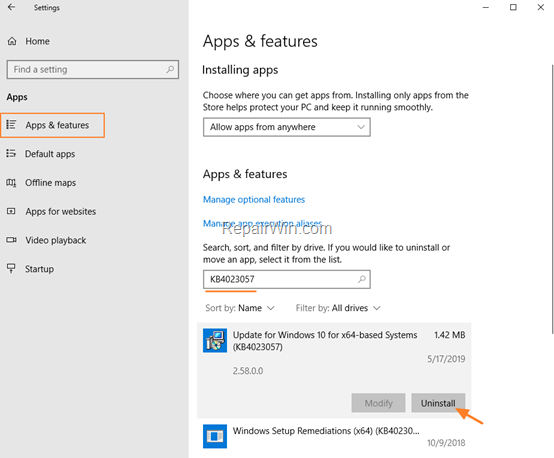 Settings
Home
Find a setting
Apps
Apps & features
Default apps
Offline maps
Apps for websites
Video playback
Startup
Apps & features
Installing apps
Choose where you can get apps from. Installing only apps from the
Store helps protect your PC and keep it running smoothly.
Allow apps from anywhere
Apps & features
Manage optional features
Manage app execution aliases
RepairWin.com
Search, sort, and filter by drive. If you would like to uninstall or
move an app, select it from the list.
KB4023057
Sort by: Name Filter by: All drives
Update for Windows 10 for x64-based Systems 1.42 MB
(KB4023057)
5/17/2019
2.58.0.0
Modify Uninstall
Windows Setup Remediations (x64) (KB40230...
10/9/2018